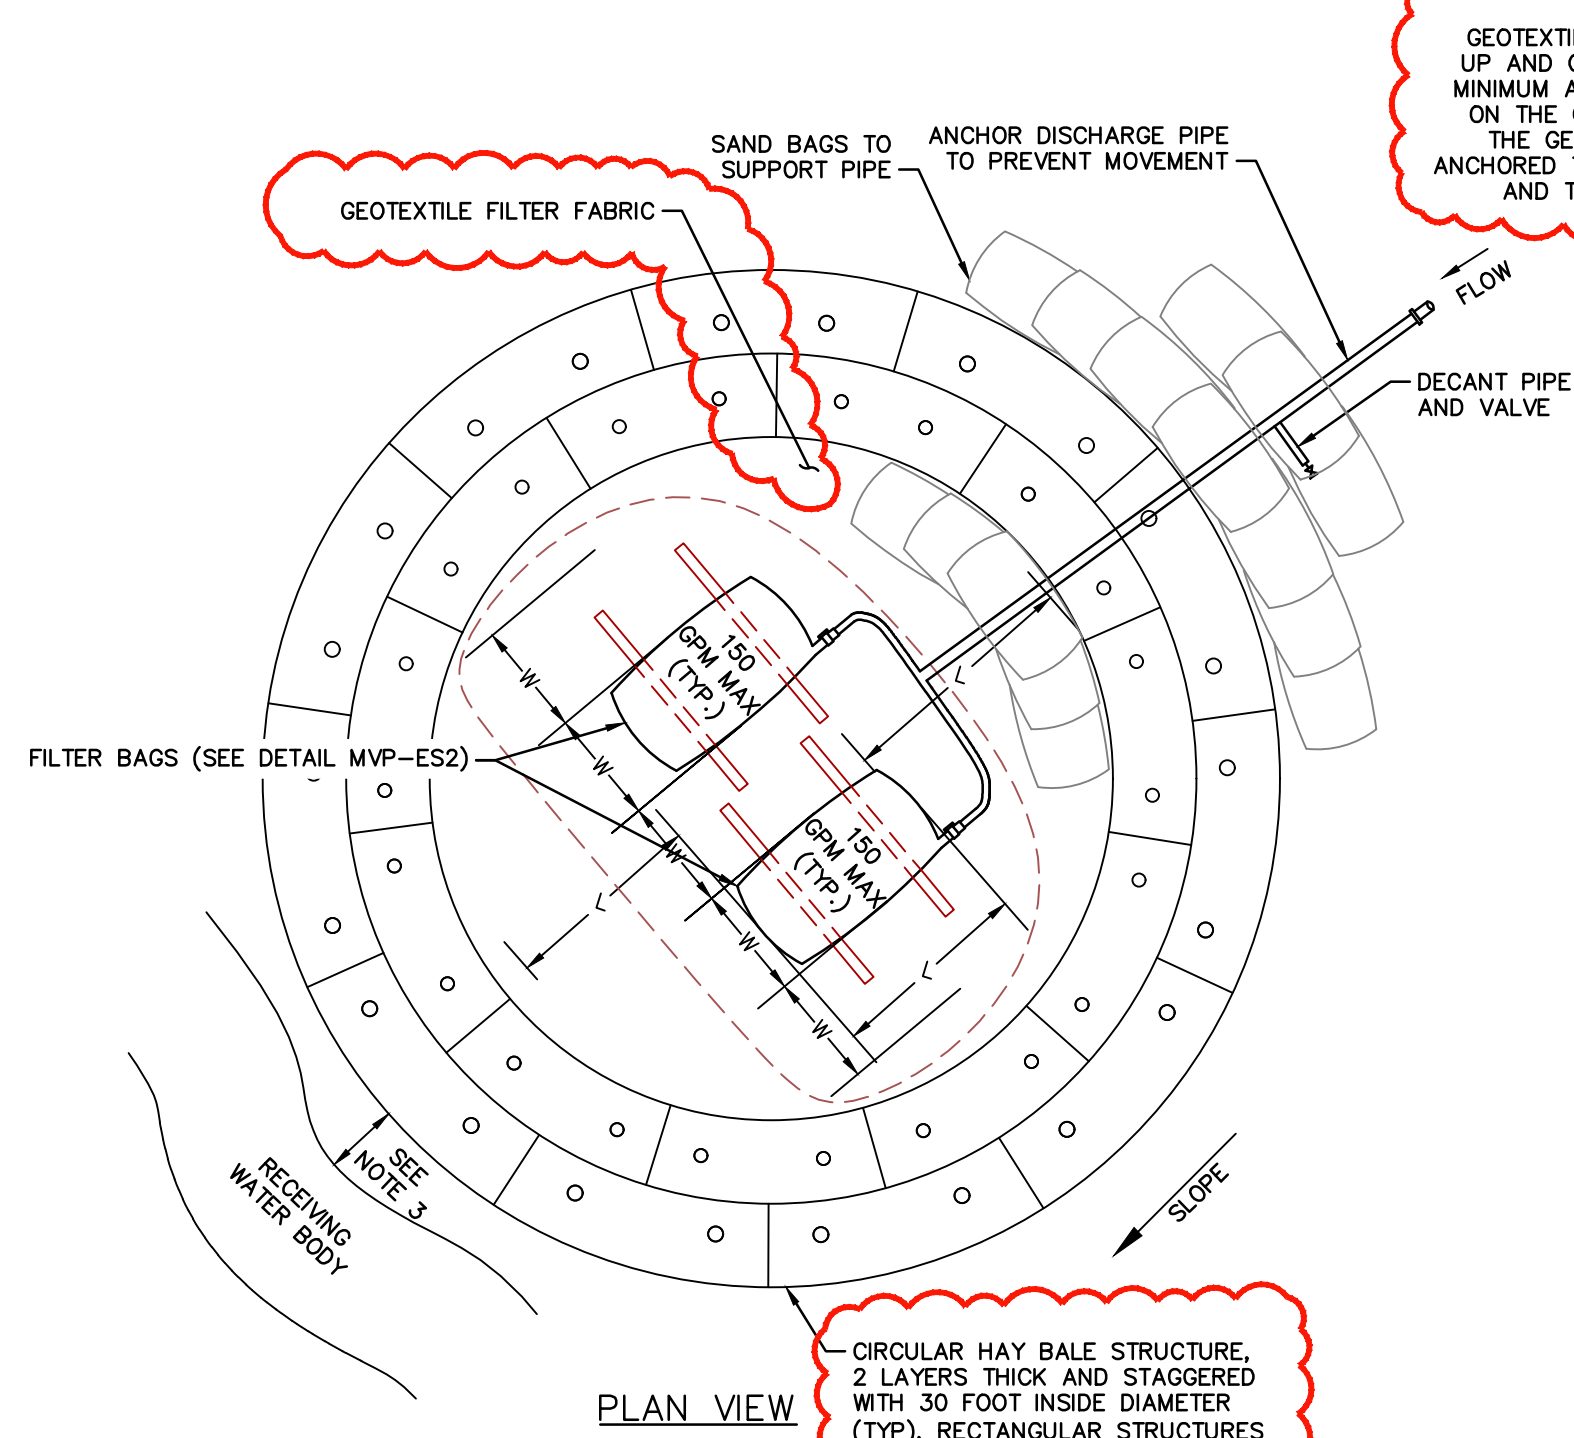 GEOTEXTI
UP AND
MINIMUM A
ON THE
THE GE
ANCHORED
AND T
SAND BAGS TO
SUPPORT PIPE
ANCHOR DISCHARGE PIPE
TO PREVENT MOVEMENT
GEOTEXTILE FILTER FABRIC
FLOW
DECANT PIPE
AND VALVE
150
GPM MAX
(TYP.)
W
L
FILTER BAGS (SEE DETAIL MVP-ES2)
W
W
150
GPM MAX
(TYP.)
L
W
L
W
SEE
NOTE 3
RECEIVING
WATER BODY
SLOPE
CIRCULAR HAY BALE STRUCTURE,
2 LAYERS THICK AND STAGGERED
WITH 30 FOOT INSIDE DIAMETER
(TYP). RECTANGULAR STRUCTURES
PLAN VIEW